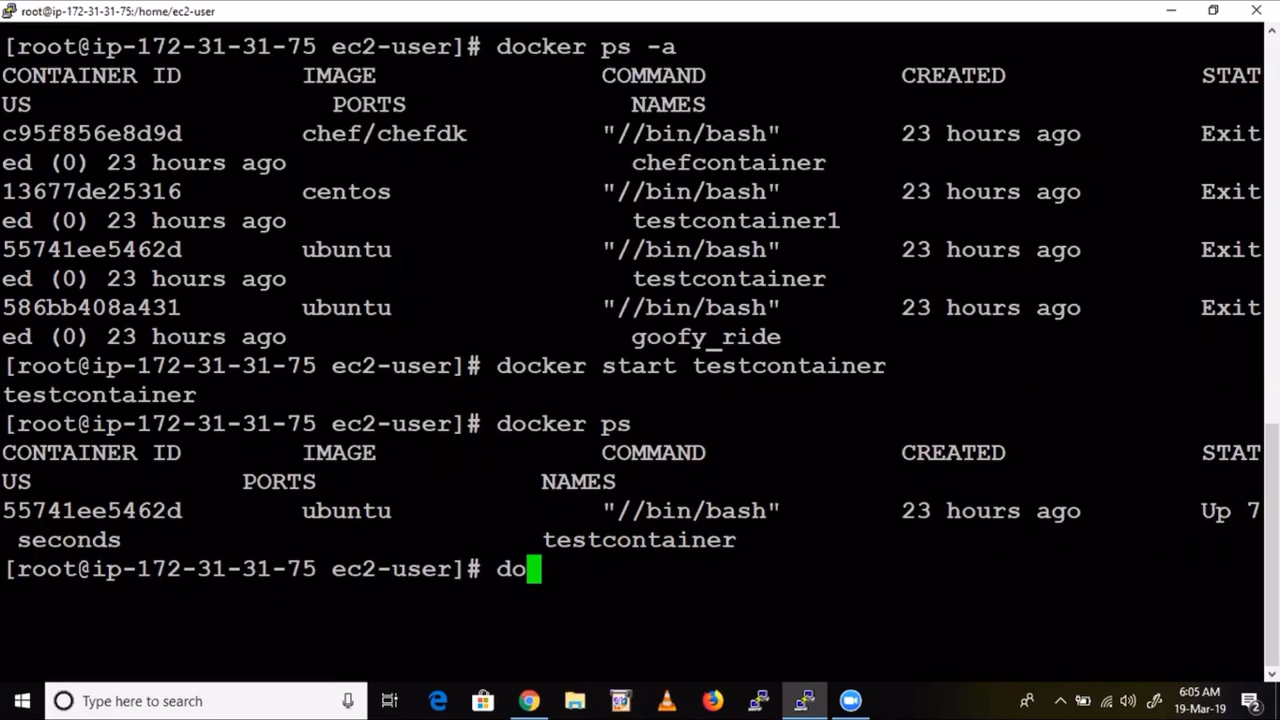 root@ip-172-31-31-75:/home/ec2-user
[root@ip-172-31-31-75 ec2-user]# docker ps -a
CONTAINER ID IMAGE COMMAND CREATED STAT
US PORTS NAMES
c95f856e8d9d chef/chefdk "//bin/bash" 23 hours ago Exit
ed (0) 23 hours ago chefcontainer
13677de25316 centos "//bin/bash" 23 hours ago Exit
ed (0) 23 hours ago testcontainer1
55741ee5462d ubuntu "//bin/bash" 23 hours ago Exit
ed (0) 23 hours ago testcontainer
586bb408a431 ubuntu "//bin/bash" 23 hours ago Exit
ed (0) 23 hours ago goofy_ride
[root@ip-172-31-31-75 ec2-user]# docker start testcontainer
testcontainer
[root@ip-172-31-31-75 ec2-user]# docker ps
CONTAINER ID IMAGE COMMAND CREATED STAT
US PORTS NAMES
55741ee5462d ubuntu "//bin/bash" 23 hours ago Up 7
seconds testcontainer
[root@ip-172-31-31-75 ec2-user]# do
Type here to search
6:05 AM
19-Mar-19
2